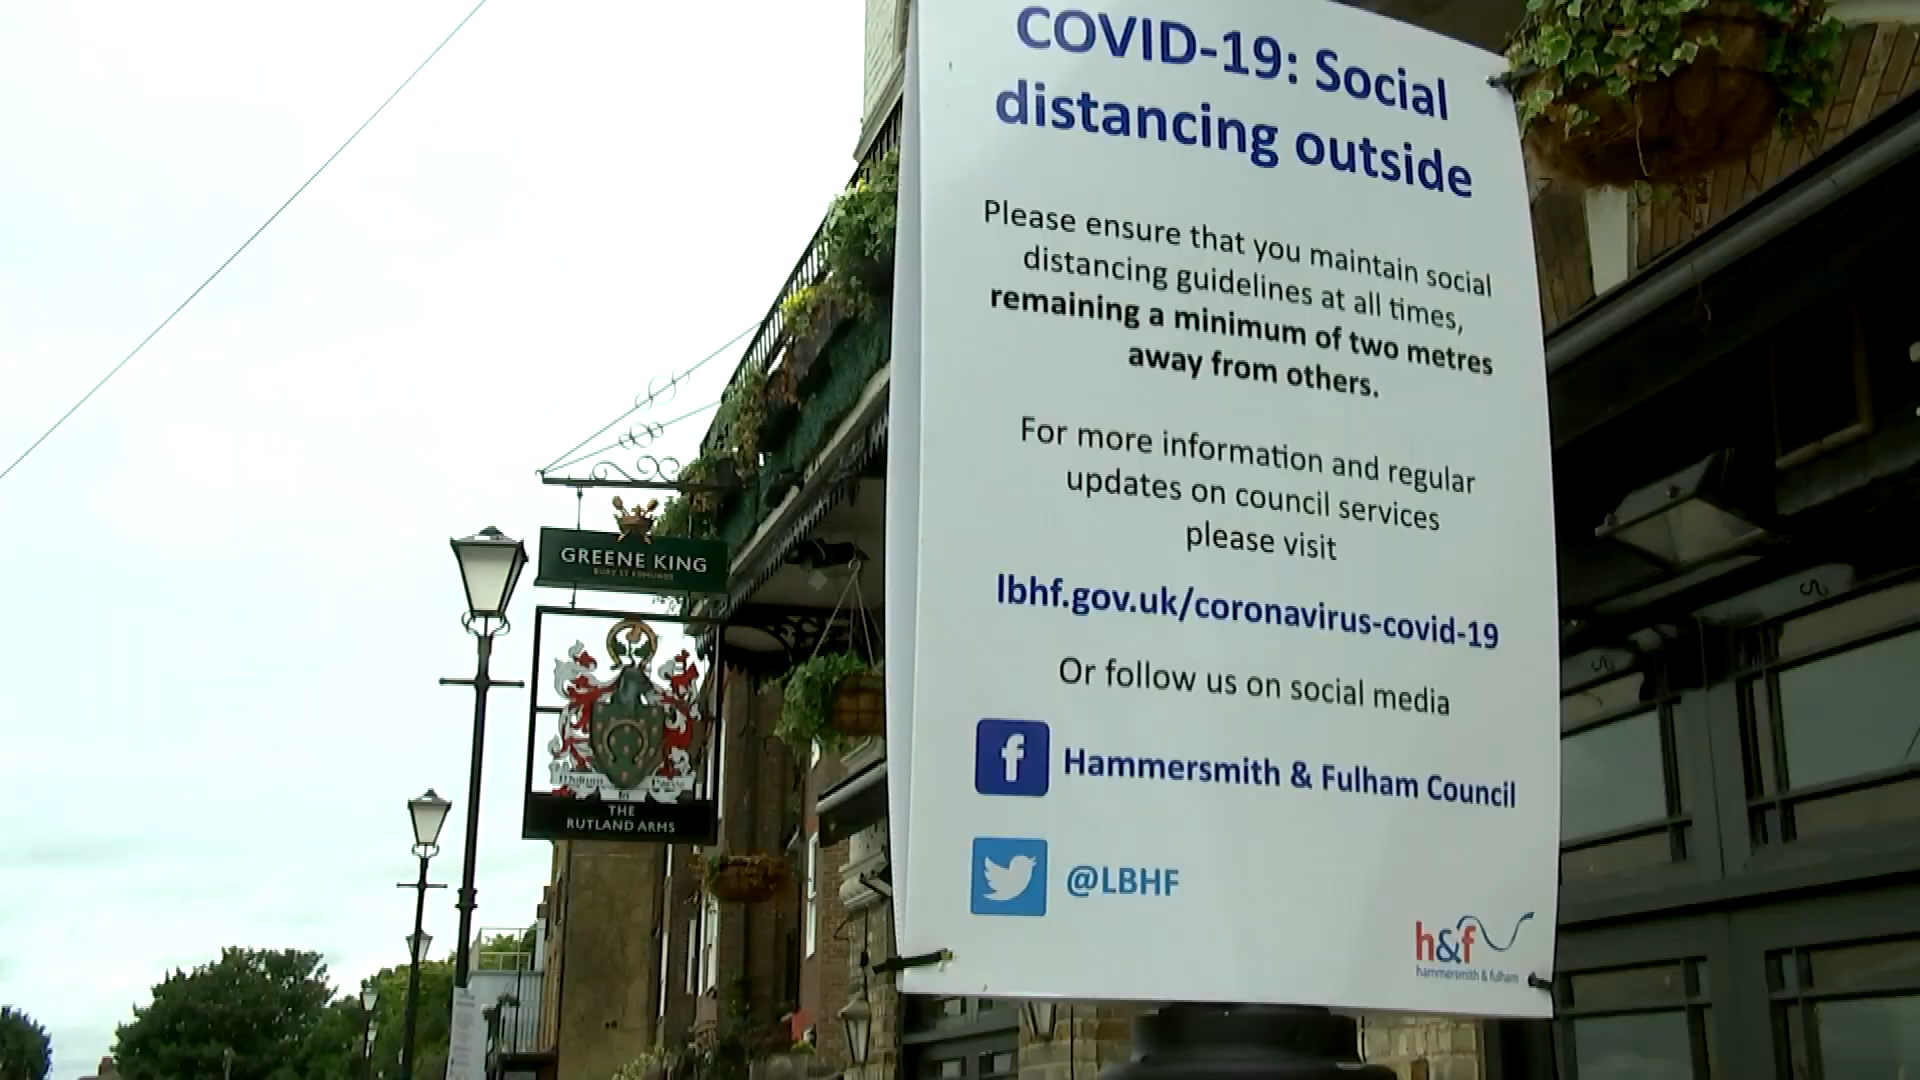 COVID-19: Social
distancing outside
Please ensure that you maintain social
distancing guidelines at all times,
remaining a minimum of two metres
away from others.
For more information and regular
updates on council services
please visit
lbhf.gov.uk/coronavirus-covid-19
Or follow us on social media
f Hammersmith & Fulham Council
@LBHF
h&f
hammersmith & fulham
GREENE KING
BURY ST EDMUNDS
THE
RUTLAND ARMS